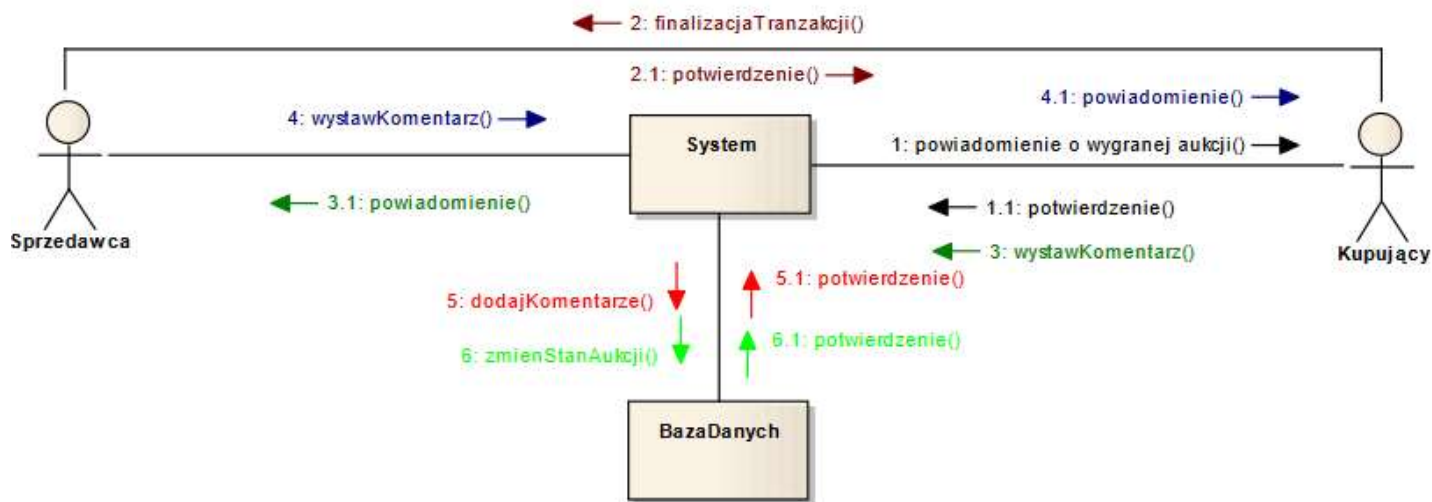 2: finalizacjaTranzakcji()
2.1: potwierdzenie()
4.1: powiadomienie()
4: wystawKomentarz()
System
1: powiadomienie o wygranej aukcji()
3.1: powiadomienie()
1.1: potwierdzenie()
Sprzedawca
3: wystawKomentarz()
Kupujący
5: dodajKomentarze()
5.1: potwierdzenie()
6: zmienStanAukcji()
6.1: potwierdzenie()
BazaDanych